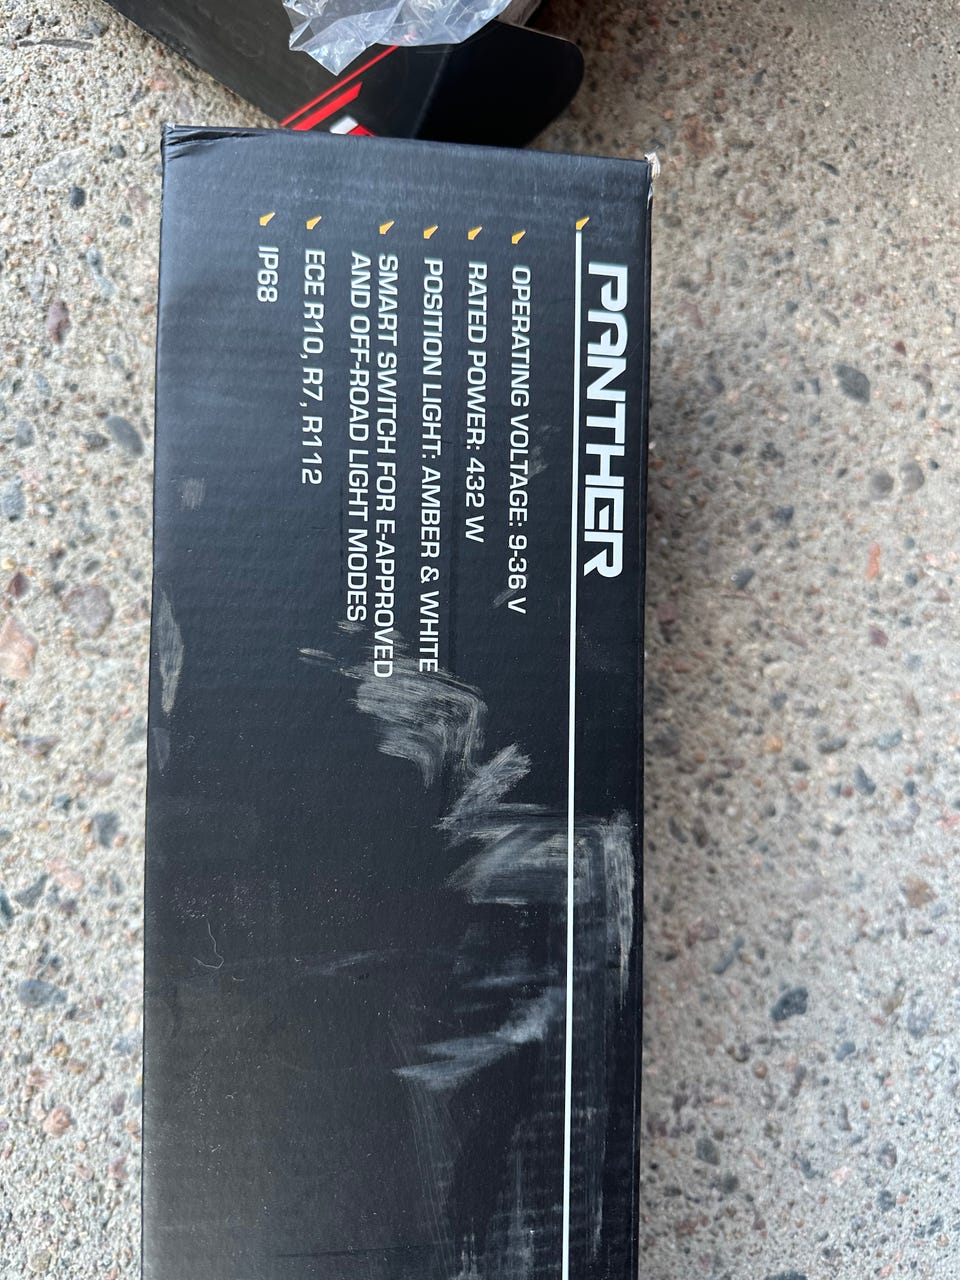 PANTHER
OPERATING VOLTAGE: 9-36 V
RATED POWER: 432 W
POSITION LIGHT: AMBER & WHITE
SMART SWITCH FOR E-APPROVED
AND OFF-ROAD LIGHT MODES
ECE R10, R7, R112
IP68